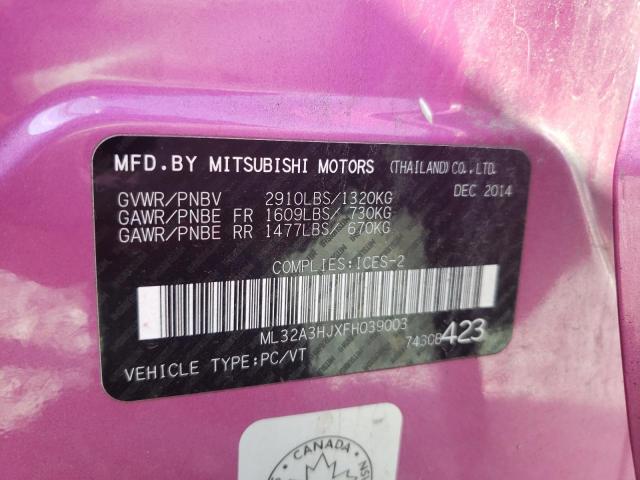 MFD.BY MITSUBISHI MOTORS (THAILAND)CO.,LTD.
DEC 2014
GVWR/PNBV 2910LBS/1320KG
GAWR/PNBE FR 1609LBS/ 730KG
GAWR/PNBE RR 1477LBS/ 670KG
COMPLIES:ICES-2
ML32A3HJXFH039003
7430B423
VEHICLE TYPE:PC/VT
CANADA